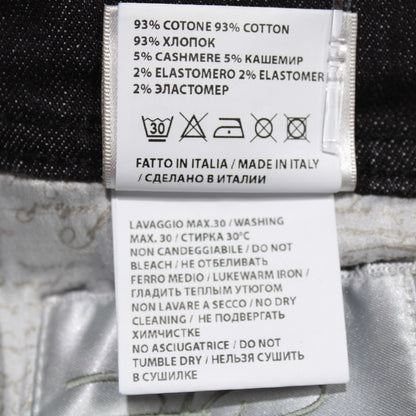 93% COTONE 93% COTTON
93% ХЛОПОК
5% CASHMERE 5% КАШЕМИР
2% ELASTOMERO 2% ELASTOMER
2% ЭЛАСТОМЕР
30
FATTO IN ITALIA / MADE IN ITALY
/ СДЕЛАНО В ИТАЛИИ
LAVAGGIO MAX.30 / WASHING
MAX. 30 / СТИРКА 30°C
NON CANDEGGIABILE / DO NOT
BLEACH / НЕ ОТБЕЛИВАТЬ
FERRO MEDIO / LUKEWARM IRON /
ГЛАДИТЬ ТЕПЛЫМ УТЮГОМ
NON LAVARE A SECCO / NO DRY
CLEANING / НЕ ПОДВЕРГАТЬ
ХИМЧИСТКЕ
NO ASCIUGATRICE / DO NOT
TUMBLE DRY / НЕЛЬЗЯ СУШИТЬ
В СУШИЛКЕ